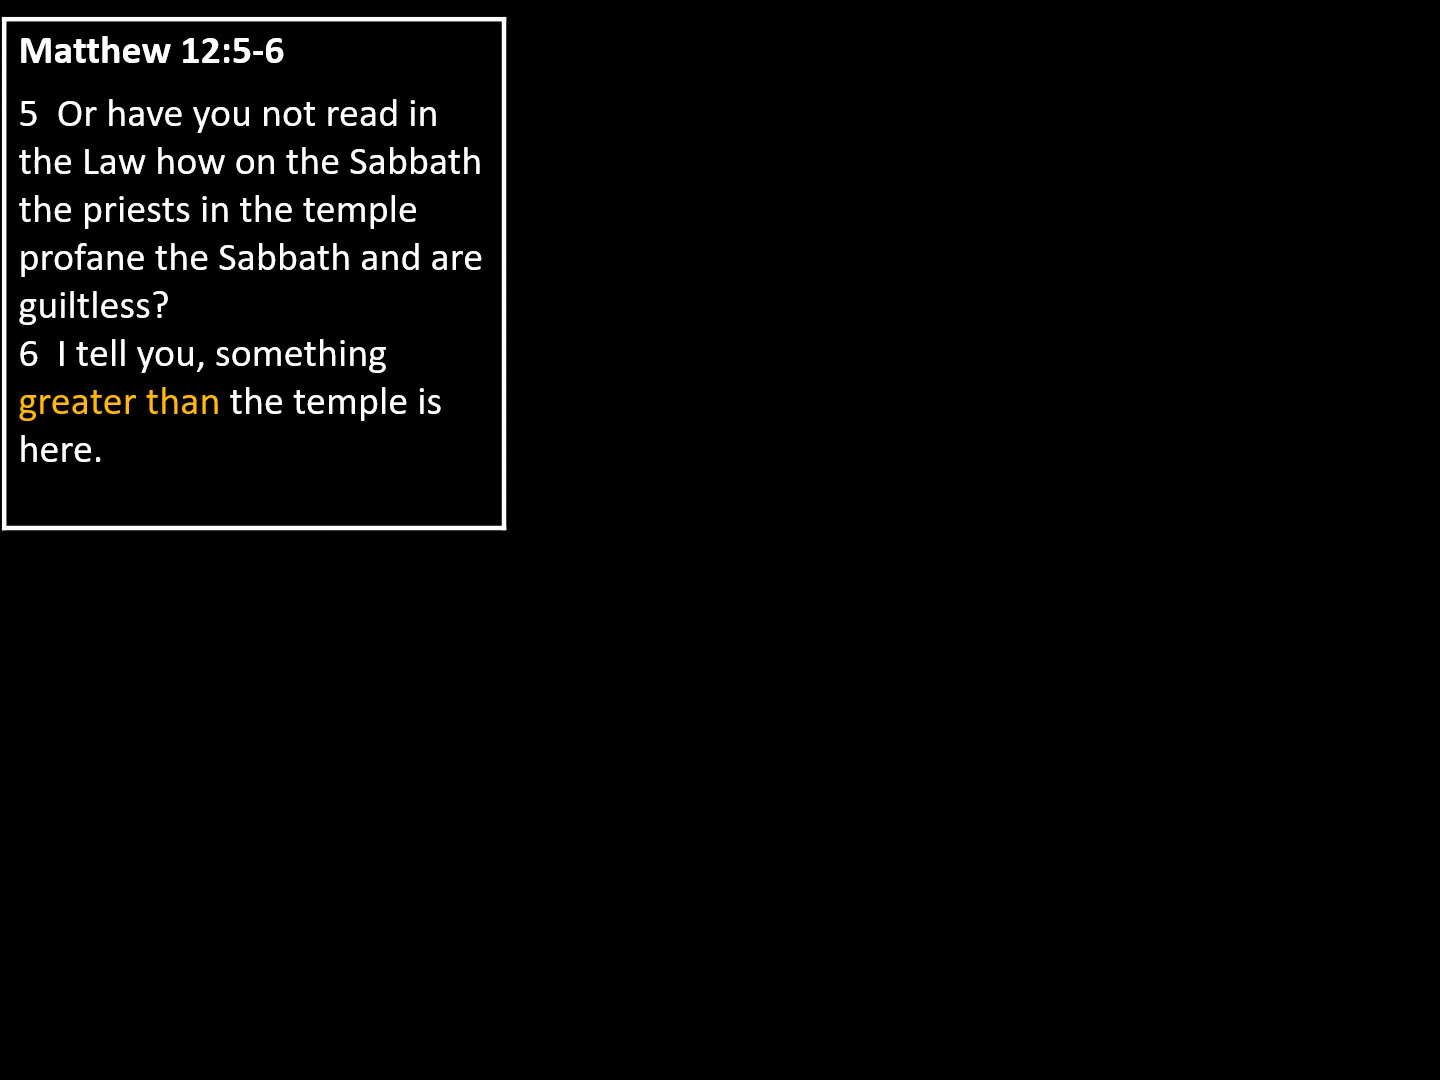 Matthew 12:5-6
5 Or have you not read in
the Law how on the Sabbath
the priests in the temple
profane the Sabbath and are
guiltless?
6 I tell you, something
greater than the temple is
here.